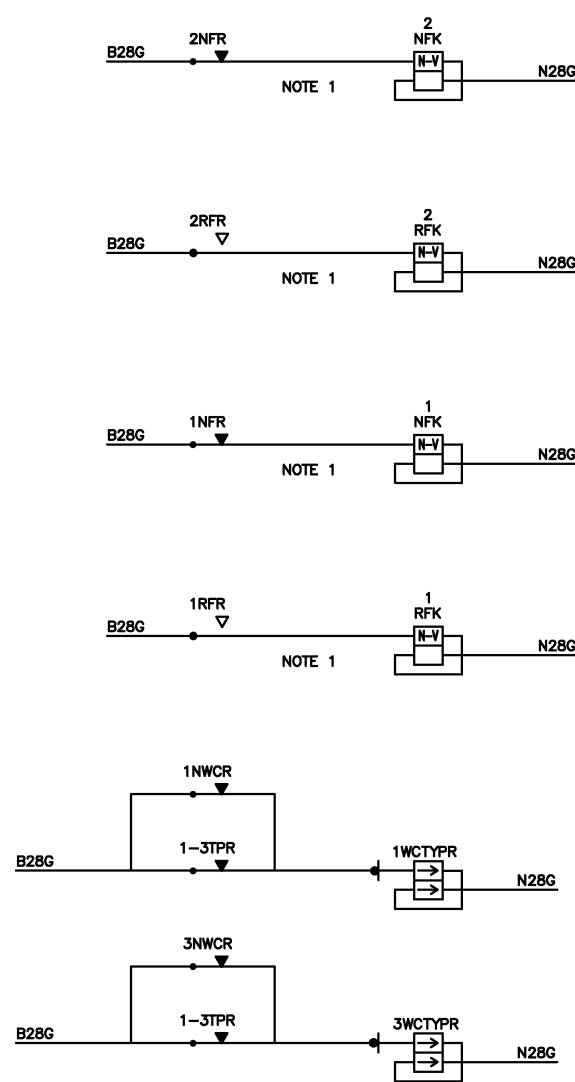 2
2NFR NFK
B28G N-V
N28G
NOTE 1
2
2RFR RFK
B28G N-V
N28G
NOTE 1
1
1NFR NFK
B28G N-V
N28G
NOTE 1
1
1RFR RFK
B28G N-V
N28G
NOTE 1
1NWCR
1-3TPR 1WCTYPR
B28G
N28G
3NWCR
1-3TPR 3WCTYPR
B28G
N28G